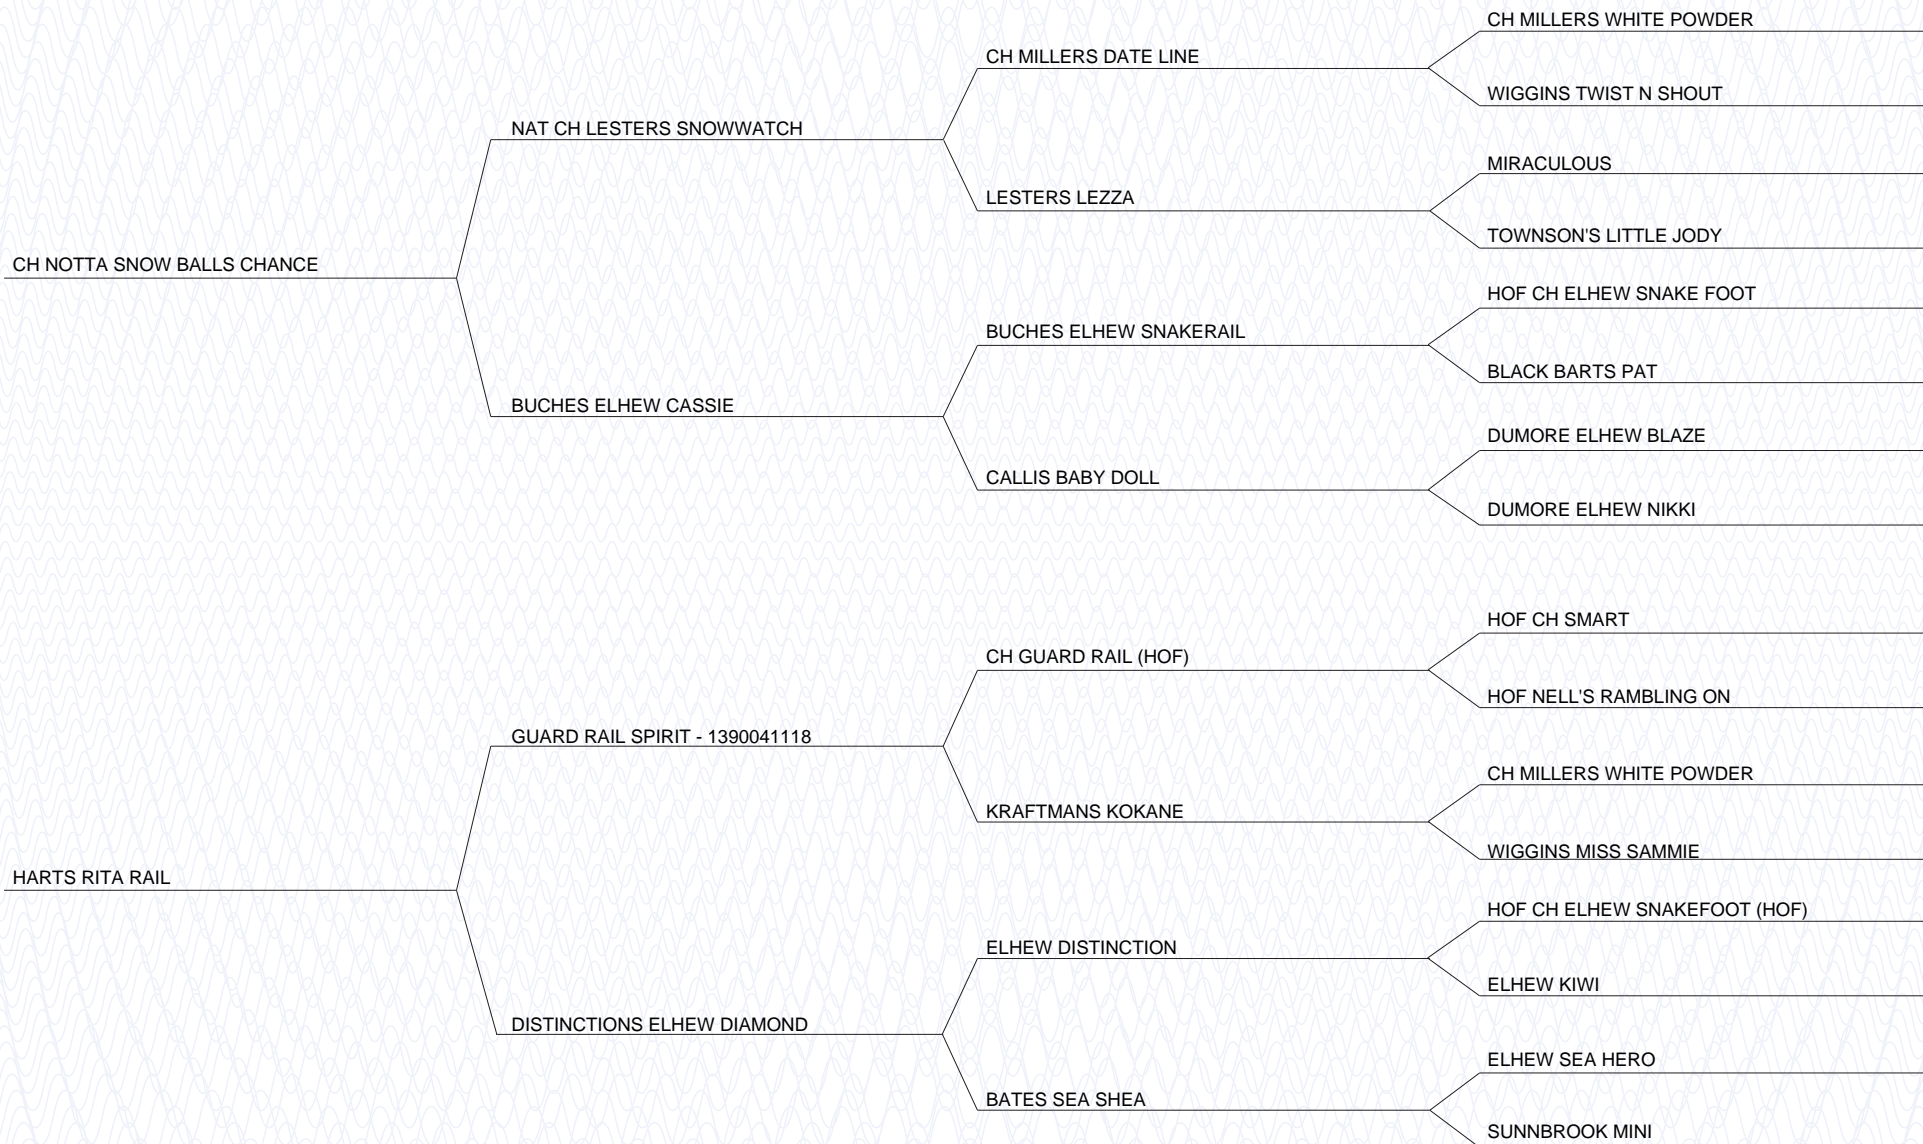 CH MILLERS WHITE POWDER
CH MILLERS DATE LINE
WIGGINS TWIST N SHOUT
NAT CH LESTERS SNOWWATCH
MIRACULOUS
LESTERS LEZZA
TOWNSON'S LITTLE JODY
CH NOTTA SNOW BALLS CHANCE
HOF CH ELHEW SNAKE FOOT
BUCHES ELHEW SNAKERAIL
BLACK BARTS PAT
BUCHES ELHEW CASSIE
DUMORE ELHEW BLAZE
CALLIS BABY DOLL
DUMORE ELHEW NIKKI
HOF CH SMART
CH GUARD RAIL (HOF)
HOF NELL'S RAMBLING ON
GUARD RAIL SPIRIT - 1390041118
CH MILLERS WHITE POWDER
KRAFTMANS KOKANE
WIGGINS MISS SAMMIE
HARTS RITA RAIL
HOF CH ELHEW SNAKEFOOT (HOF)
ELHEW DISTINCTION
ELHEW KIWI
DISTINCTIONS ELHEW DIAMOND
ELHEW SEA HERO
BATES SEA SHEA
SUNNBROOK MINI